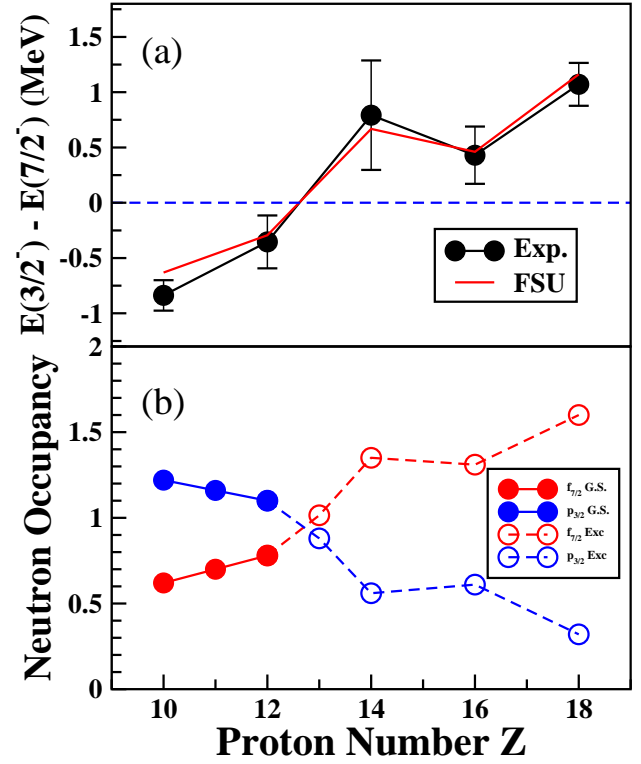 (a)
1.5
1
0.5
0
-0.5
-1
E(3/2⁻) - E(7/2⁻) (MeV)
Exp.
FSU
(b)
2
1.5
1
0.5
0
Neutron Occupancy
f7/2 G.S.
p3/2 G.S.
f7/2 Exc
p3/2 Exc
10 12 14 16 18
Proton Number Z